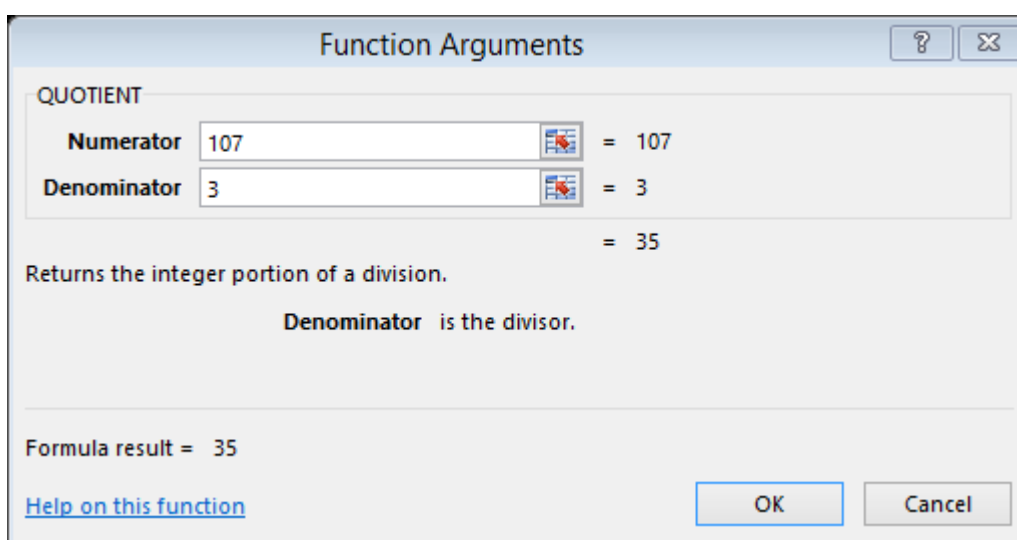 Function Arguments
QUOTIENT
Numerator 107 = 107
Denominator 3 = 3
= 35
Returns the integer portion of a division.
Denominator is the divisor.
Formula result = 35
Help on this function OK Cancel